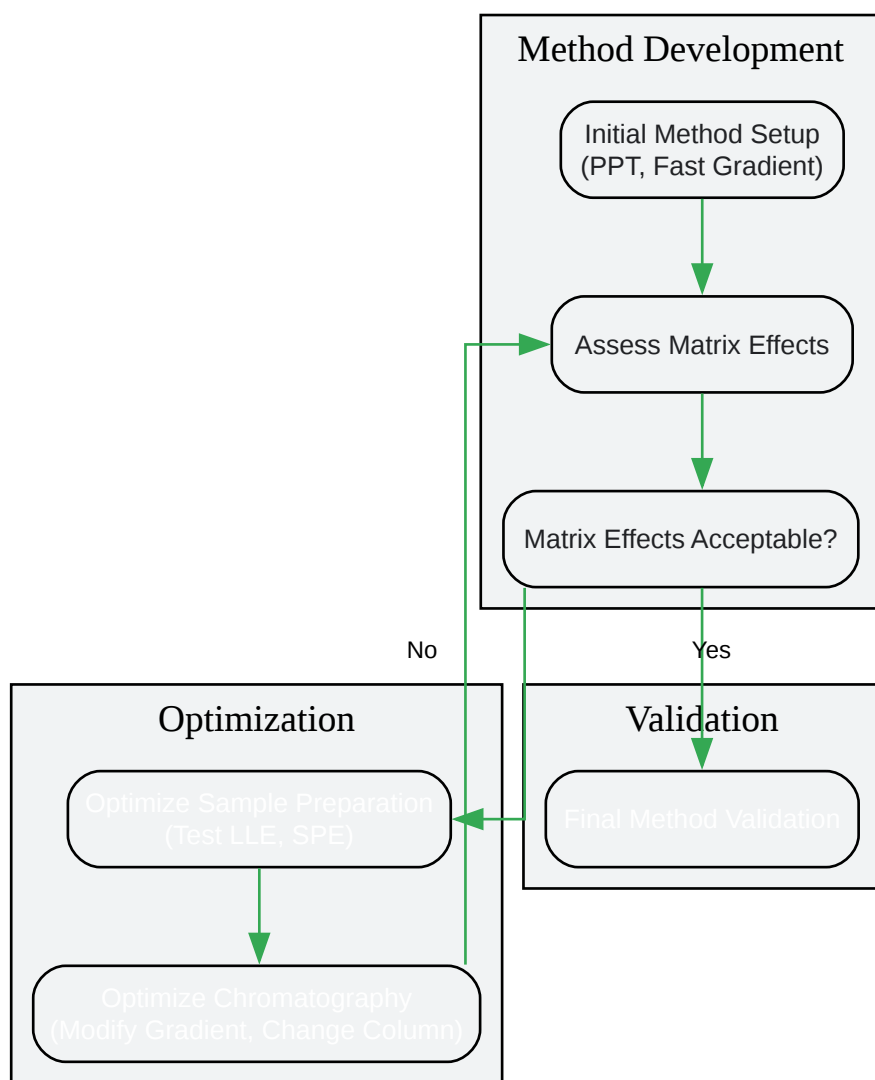 Method Development
Initial Method Setup
(PPT, Fast Gradient)
Assess Matrix Effects
Matrix Effects Acceptable?
No
Yes
Optimization
Validation
Optimize Sample Preparation
(Test LLE, SPE)
Final Method Validation
Optimize Chromatography
(Modify Gradient, Change Column)